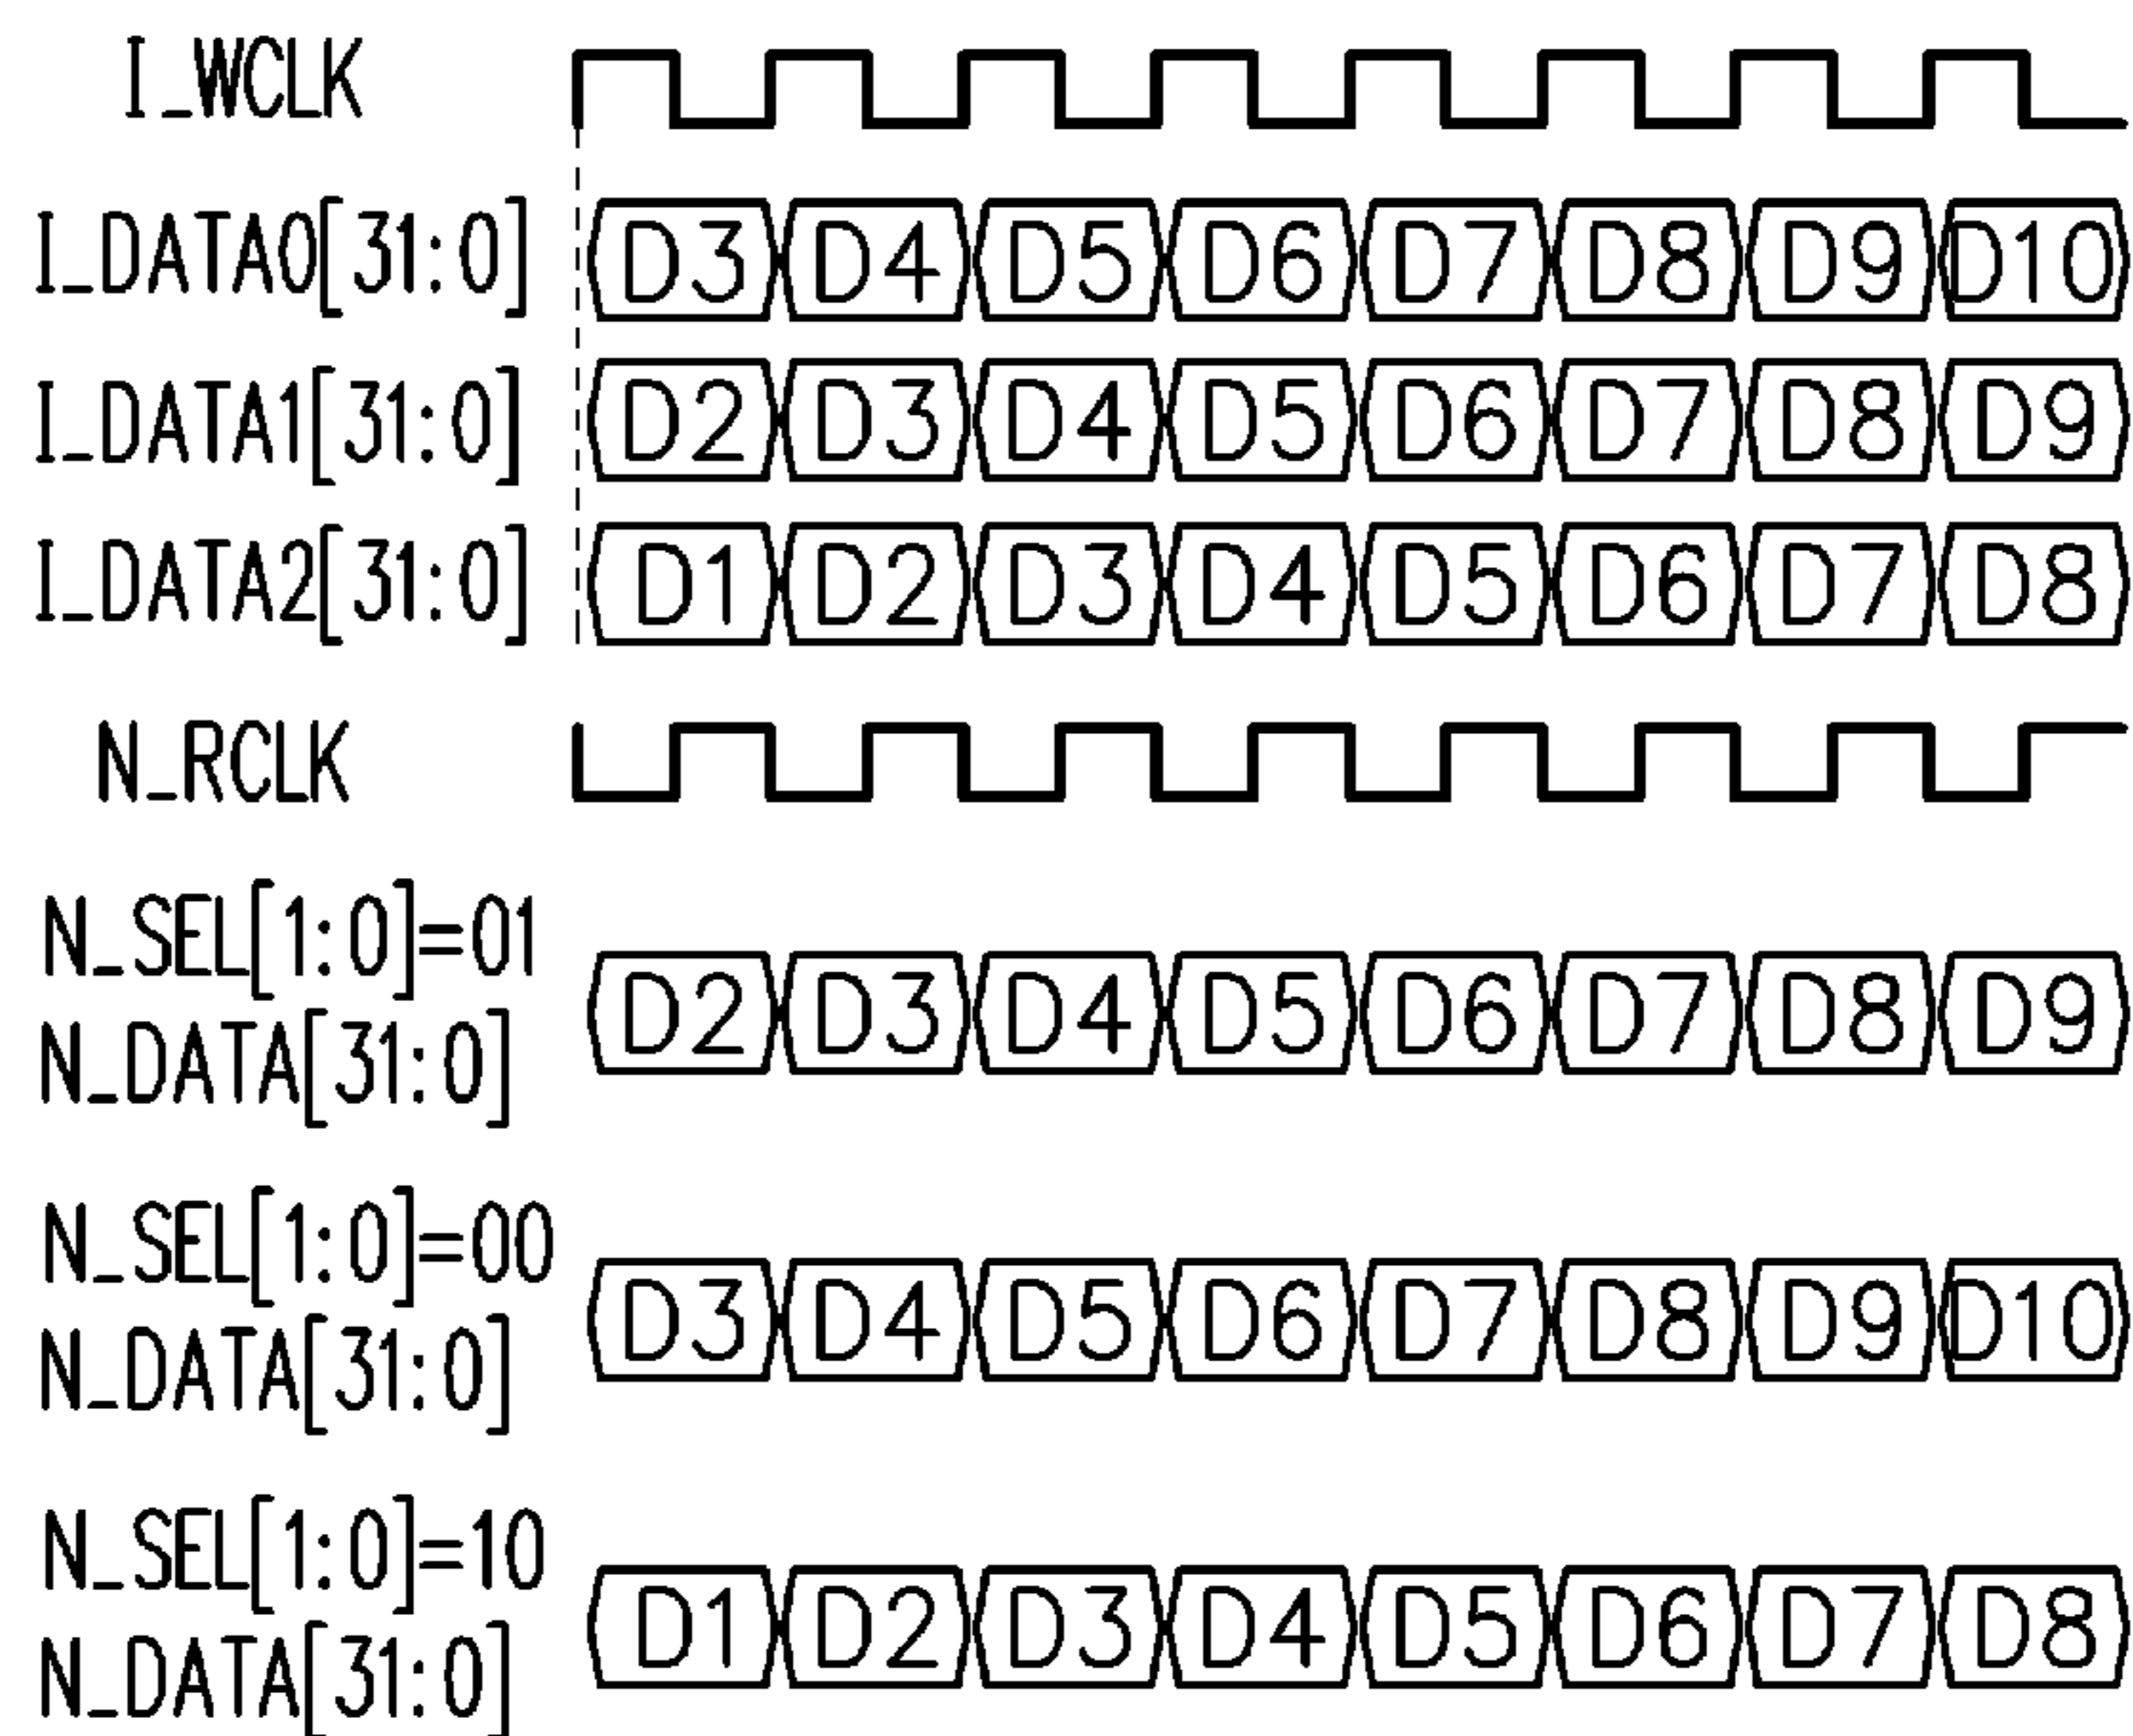 I_WCLK
I_DATA0[31:0] D3 D4 D5 D6 D7 D8 D9 D10
I_DATA1[31:0] D2 D3 D4 D5 D6 D7 D8 D9
I_DATA2[31:0] D1 D2 D3 D4 D5 D6 D7 D8
N_RCLK
N_SEL[1:0]=01
N_DATA[31:0] D2 D3 D4 D5 D6 D7 D8 D9
N_SEL[1:0]=00
N_DATA[31:0] D3 D4 D5 D6 D7 D8 D9 D10
N_SEL[1:0]=10
N_DATA[31:0] D1 D2 D3 D4 D5 D6 D7 D8